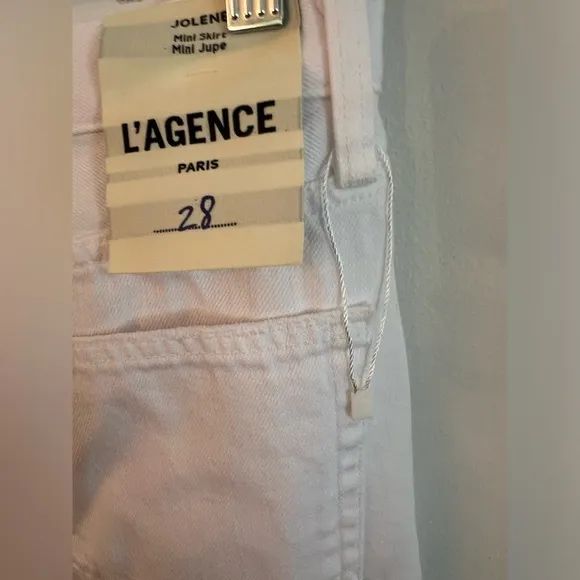 JOLENE
Mini Skirt
Mini Jupe
L'AGENCE
PARIS
28